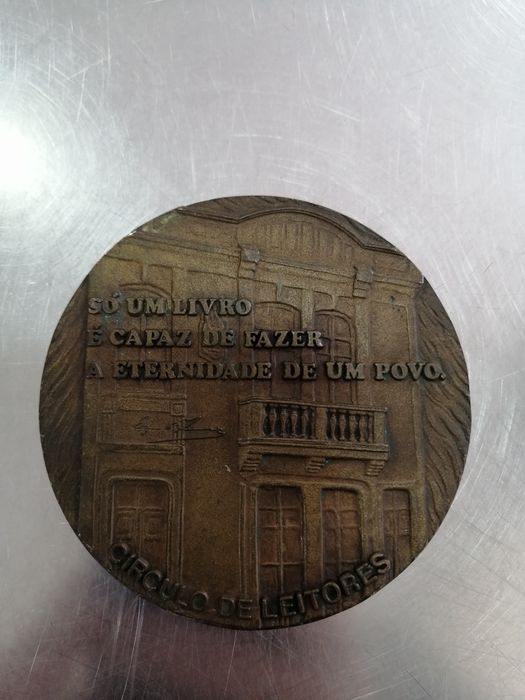 SÓ UM LIVRO
É CAPAZ DE FAZER
A ETERNIDADE DE UM POVO.
CÍRCULO DE LEITORES